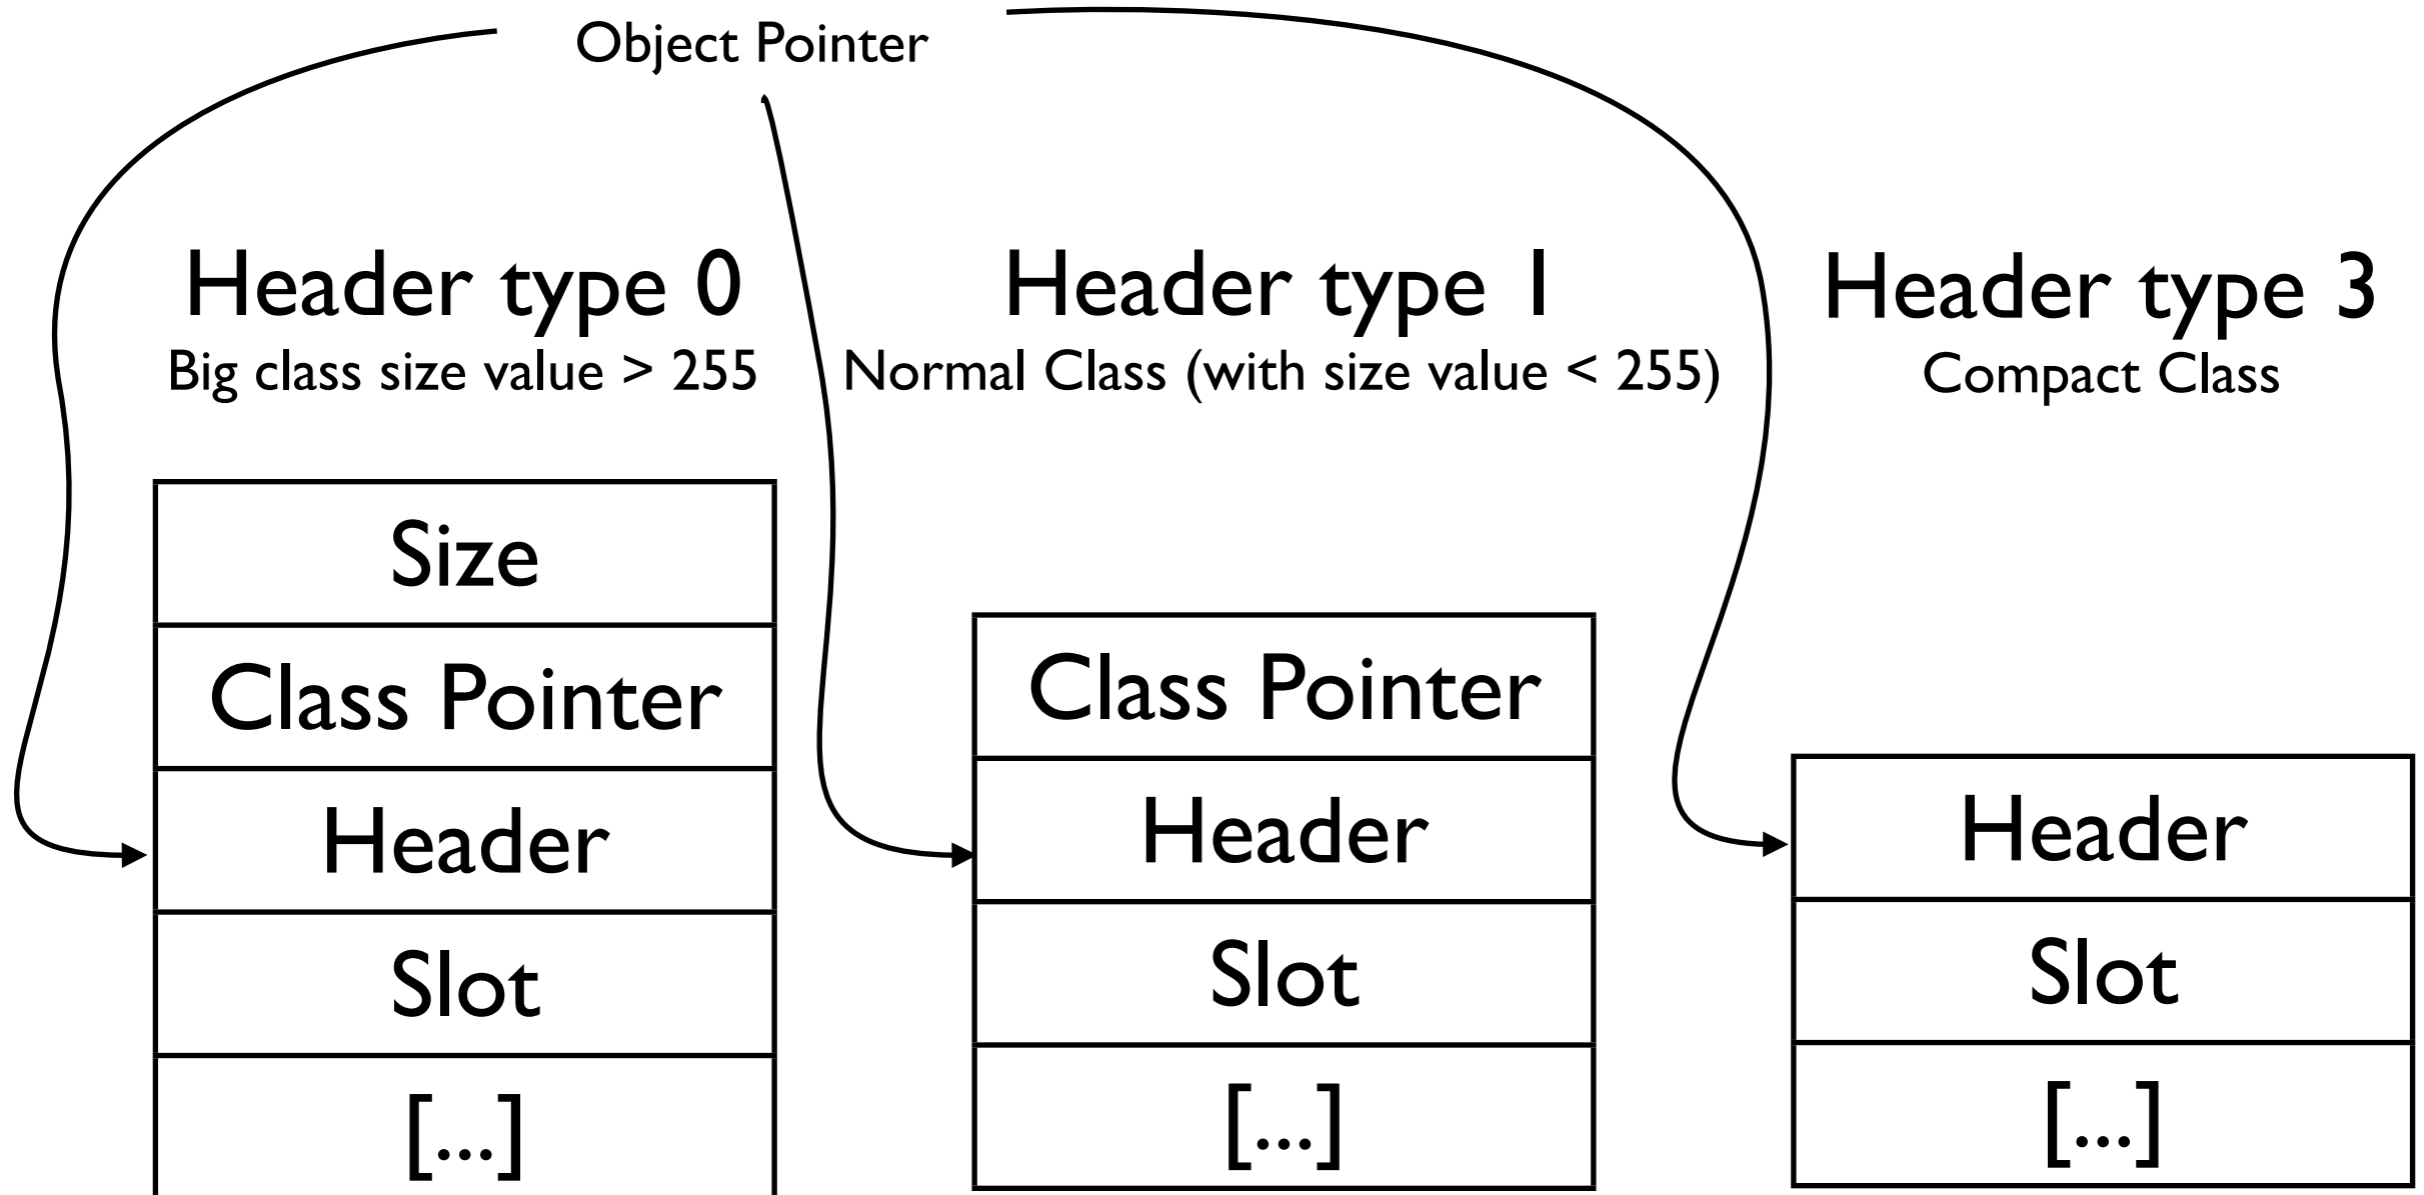 Object Pointer
Header type 0
Big class size value > 255
Header type 1
Normal Class (with size value < 255)
Header type 3
Compact Class
Size
Class Pointer
Header
Slot
[...]
Class Pointer
Header
Slot
[...]
Header
Slot
[...]